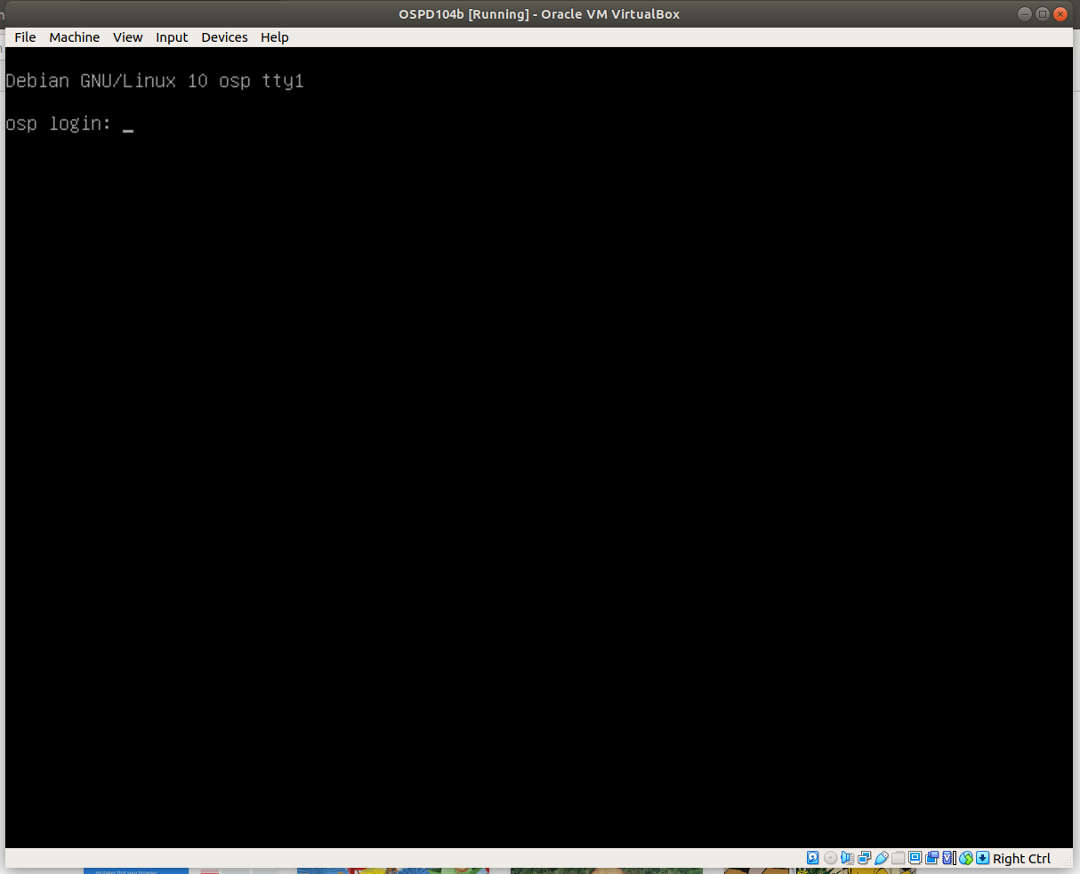 OSPD104b [Running] - Oracle VM VirtualBox
File Machine View Input Devices Help
Debian GNU/Linux 10 osp tty1
osp login: _
Right Ctrl